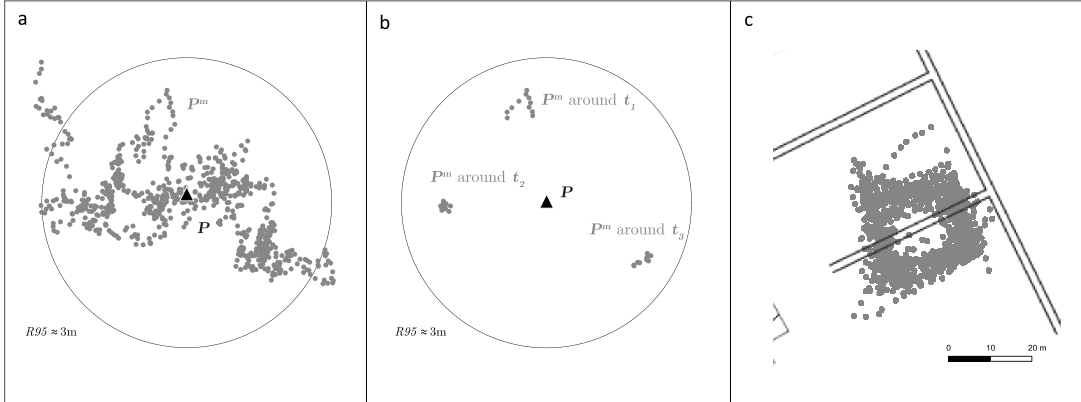 a
P^m
P
R95 ≈ 3m
b
P^m around t_1
P^m around t_2
P
P^m around t_3
R95 ≈ 3m
c
0 10 20 m